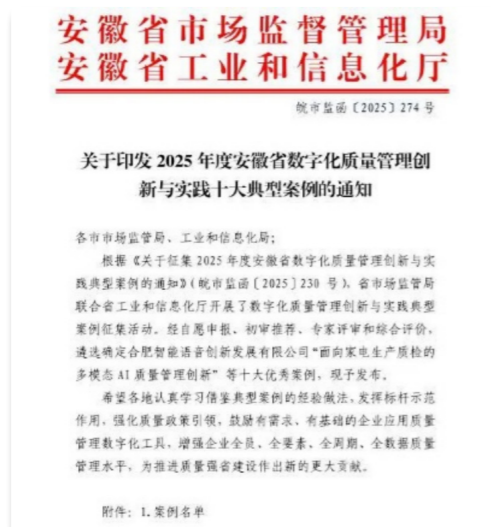 安徽省市场监督管理局
安徽省工业和信息化厅
皖市监函〔2025〕274 号
关于印发 2025 年度安徽省数字化质量管理创
新与实践十大典型案例的通知
各市市场监管局、工业和信息化局；
根据《关于征集 2025 年度安徽省数字化质量管理创新与实
践典型案例的通知》（皖市监函〔2025〕230 号），省市场监管局
联合省工业和信息化厅开展了数字化质量管理创新与实践典型
案例征集活动。经自愿申报、初审推荐、专家评审和综合评价，
遴选确定合肥智能语音创新发展有限公司“面向家电生产质检的
多模态 AI 质量管理创新”等十大优秀案例，现予发布。
希望各地认真学习借鉴典型案例的经验做法，发挥标杆示范
作用，强化质量政策引领，鼓励有需求、有基础的企业应用质量
管理数字化工具，增强企业全员、全要素、全周期、全数据质量
管理水平，为推进质量强省建设作出新的更大贡献。
附件：1. 案例名单